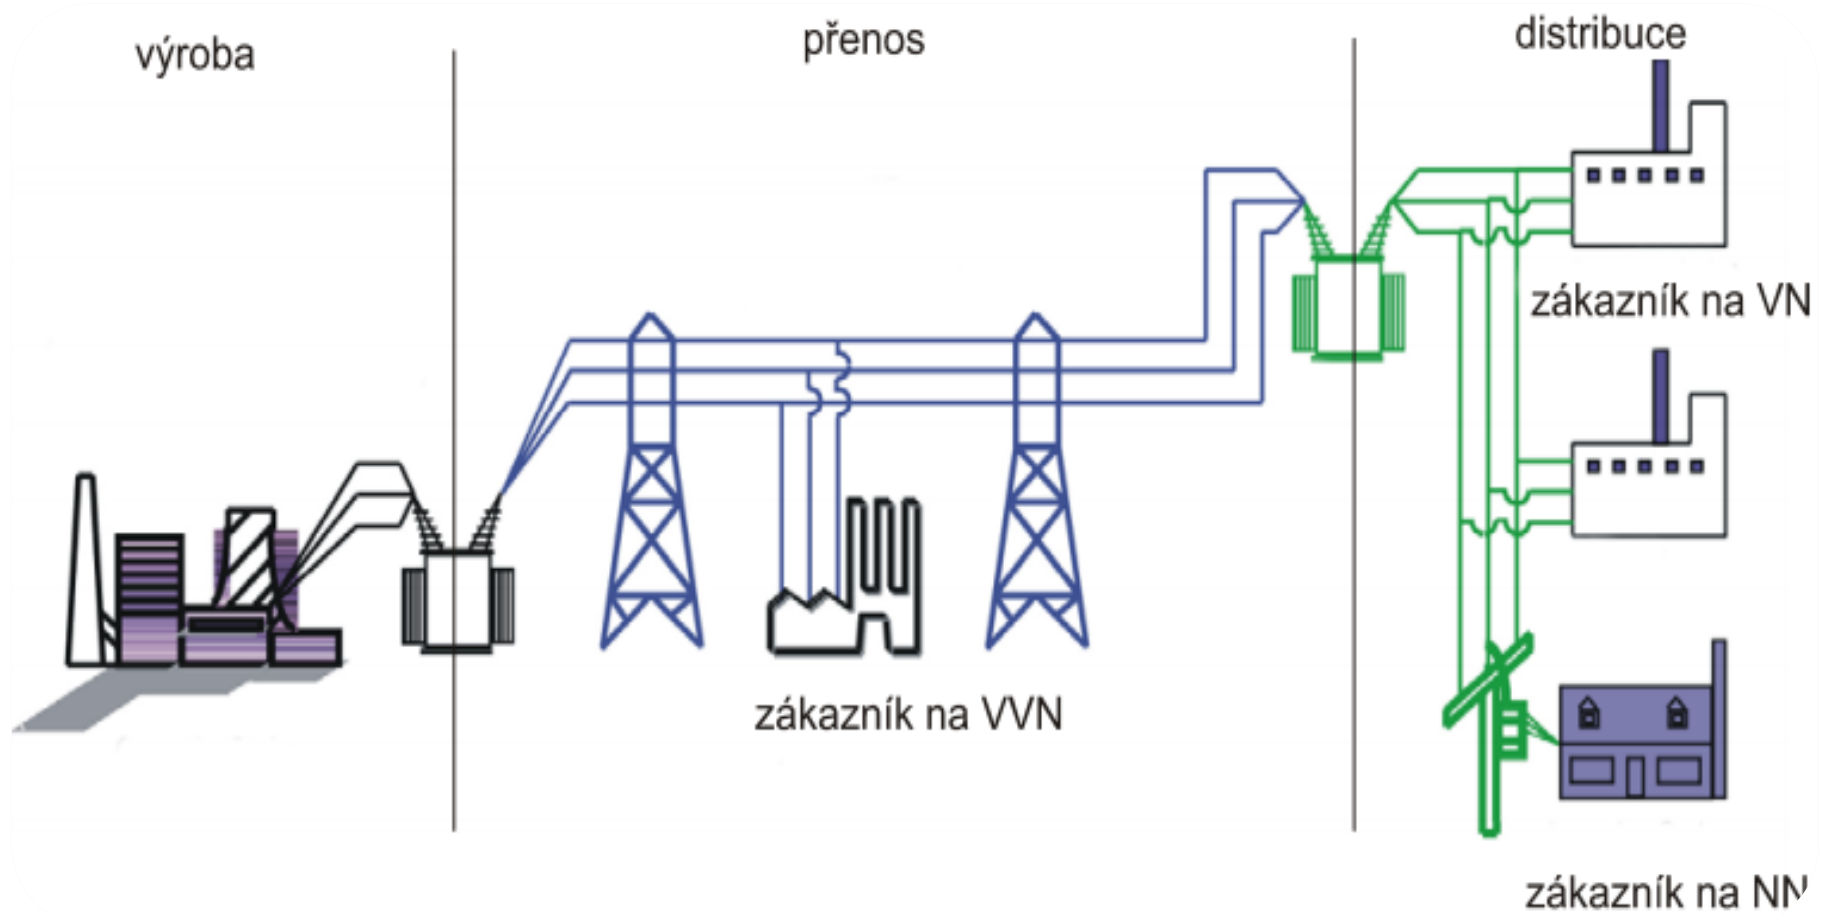 výroba
přenos
distribuce
zákazník na VN
zákazník na VVN
zákazník na NN